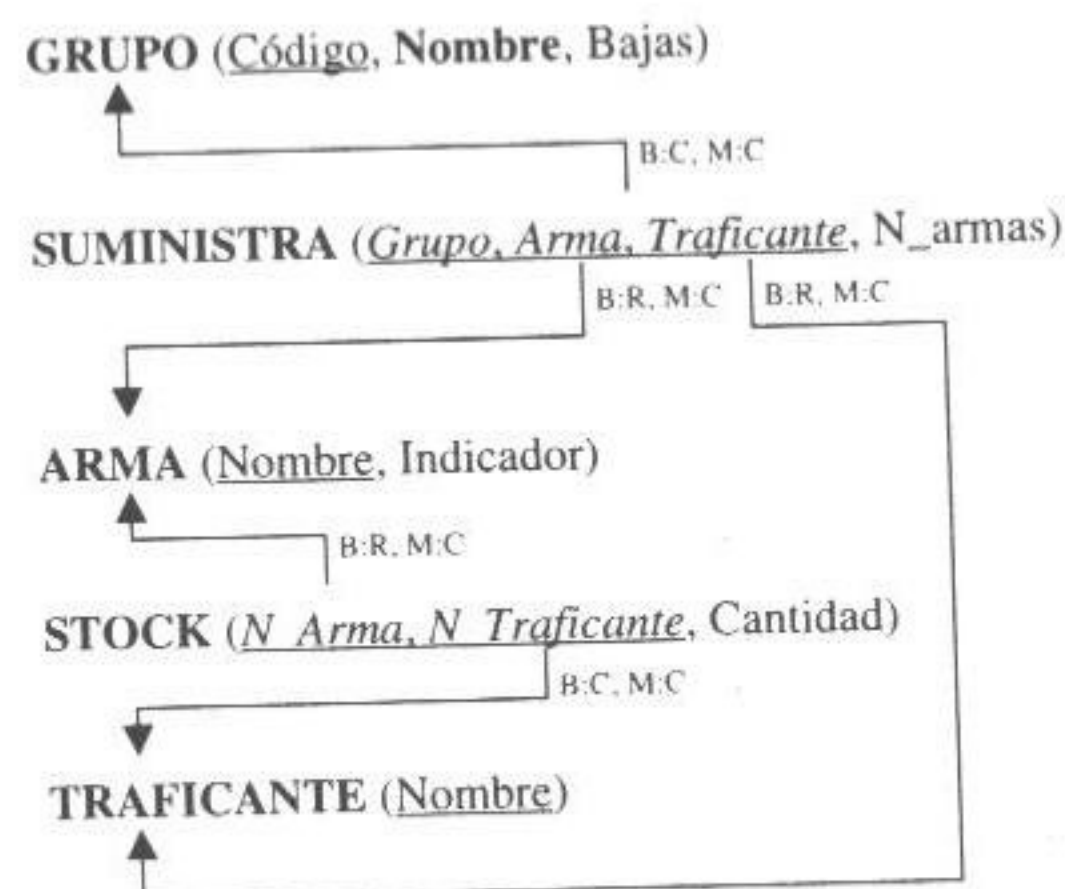 GRUPO (Código, Nombre, Bajas)
B:C, M:C
SUMINISTRA (Grupo, Arma, Traficante, N_armas)
B:R, M:C B:R, M:C
ARMA (Nombre, Indicador)
B:R, M:C
STOCK (N_Arma, N_Traficante, Cantidad)
B:C, M:C
TRAFICANTE (Nombre)